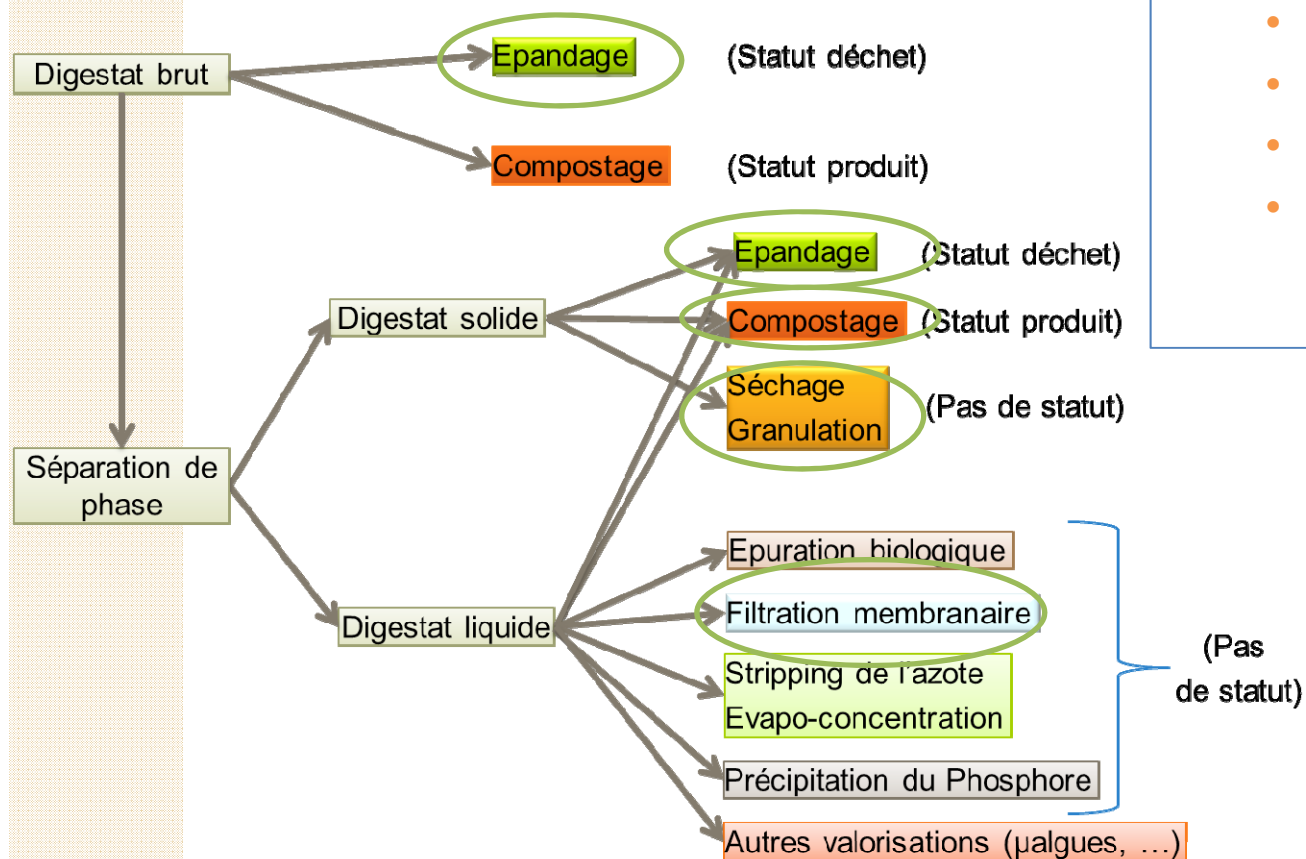 Digestat brut
Epandage
(Statut déchet)
Compostage
(Statut produit)
Epandage
(Statut déchet)
Digestat solide
Compostage
(Statut produit)
Séchage
Granulation
(Pas de statut)
Séparation de
phase
Epuration biologique
Digestat liquide
Filtration membranaire
Stripping de l'azote
Evapo-concentration
Précipitation du Phosphore
(Pas
de statut)
Autres valorisations (µalgues, ...)